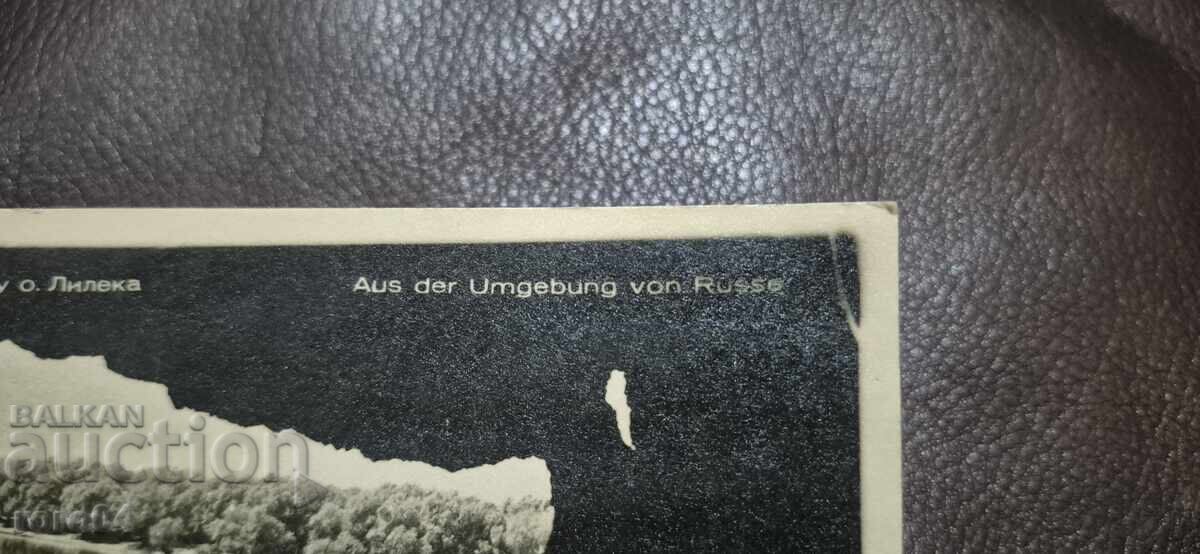 у о. Лилека
Aus der Umgebung von Russe
BALKAN
auction